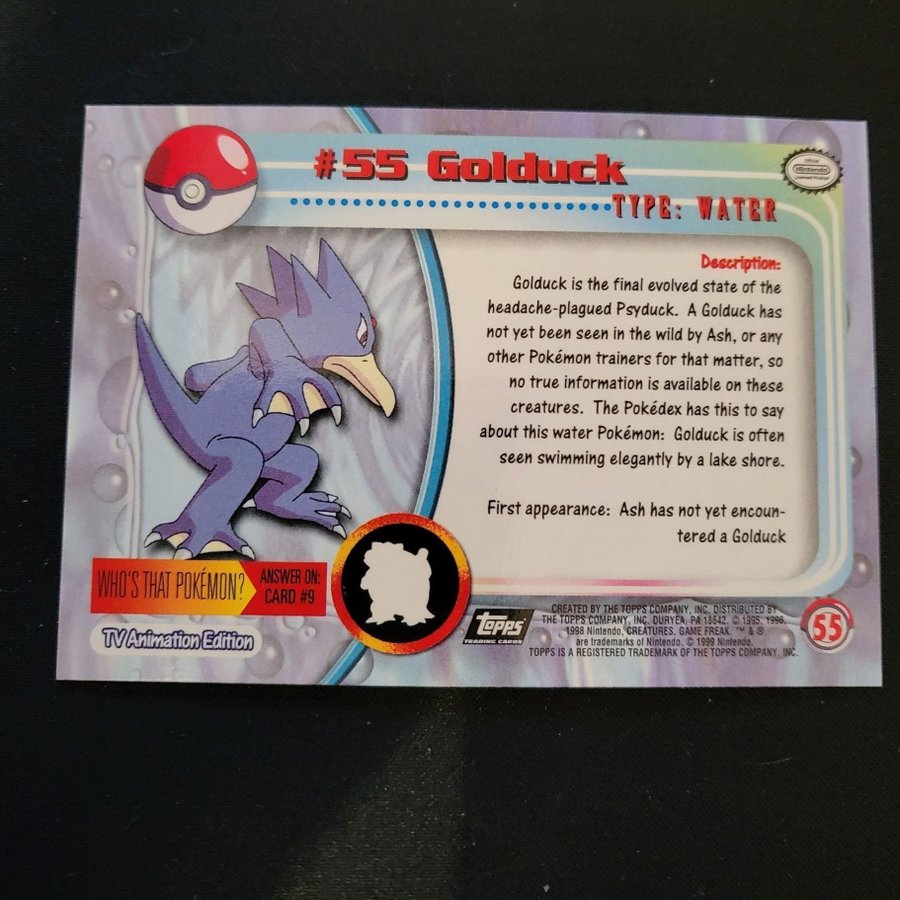 #55 Golduck
Official
Nintendo
Licensed Product
TYPE: WATER
Description:
Golduck is the final evolved state of the
headache-plagued Psyduck. A Golduck has
not yet been seen in the wild by Ash, or any
other Pokémon trainers for that matter, so
no true information is available on these
creatures. The Pokédex has this to say
about this water Pokémon: Golduck is often
seen swimming elegantly by a lake shore.
First appearance: Ash has not yet encoun-
tered a Golduck
WHO'S THAT POKÉMON?
ANSWER ON:
CARD #9
TV Animation Edition
topps
TRADING CARDS
CREATED BY THE TOPPS COMPANY, INC. DISTRIBUTED BY
THE TOPPS COMPANY, INC. DURYEA, PA 18642. © 1995, 1996,
1998 Nintendo, CREATURES, GAME FREAK. ™ & ®
are trademarks of Nintendo. © 1999 Nintendo.
TOPPS IS A REGISTERED TRADEMARK OF THE TOPPS COMPANY, INC.
55